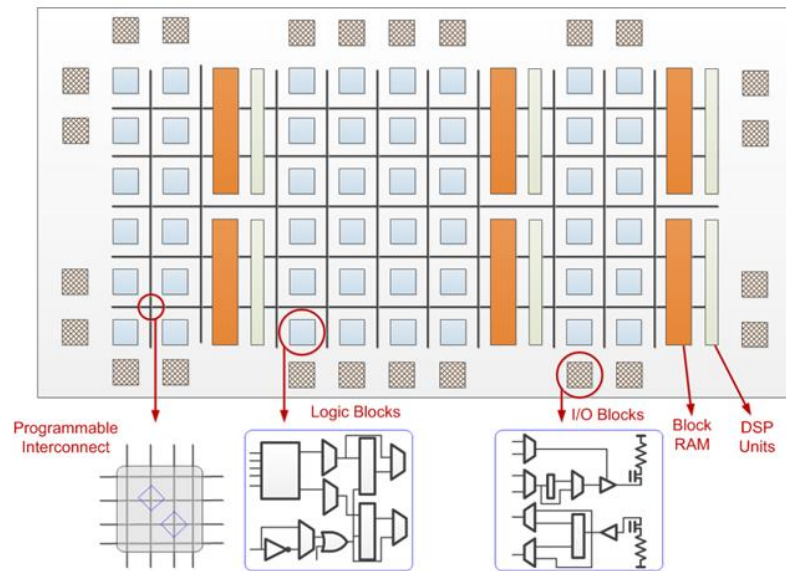 Programmable
Interconnect
Logic Blocks
I/O Blocks
Block
RAM
DSP
Units